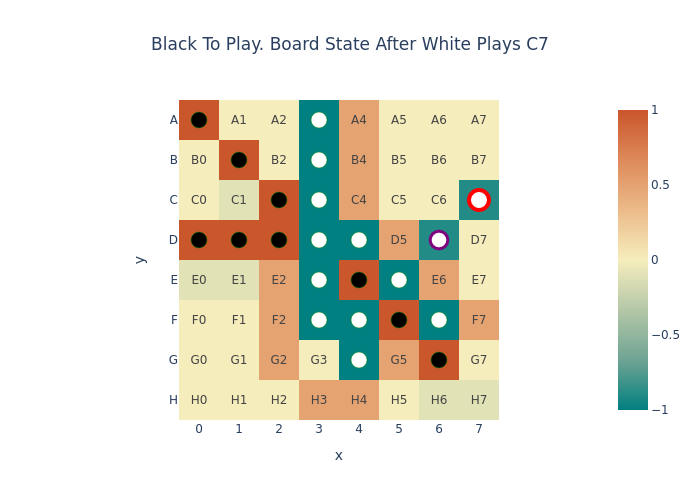 Black To Play. Board State After White Plays C7
A A1 A2 A4 A5 A6 A7
B B0 B2 B4 B5 B6 B7
C C0 C1 C4 C5 C6
D D5 D7
E E0 E1 E2 E6 E7
F F0 F1 F2 F7
G G0 G1 G2 G3 G5 G7
H H0 H1 H2 H3 H4 H5 H6 H7
0 1 2 3 4 5 6 7
x
y
1
0.5
0
−0.5
−1